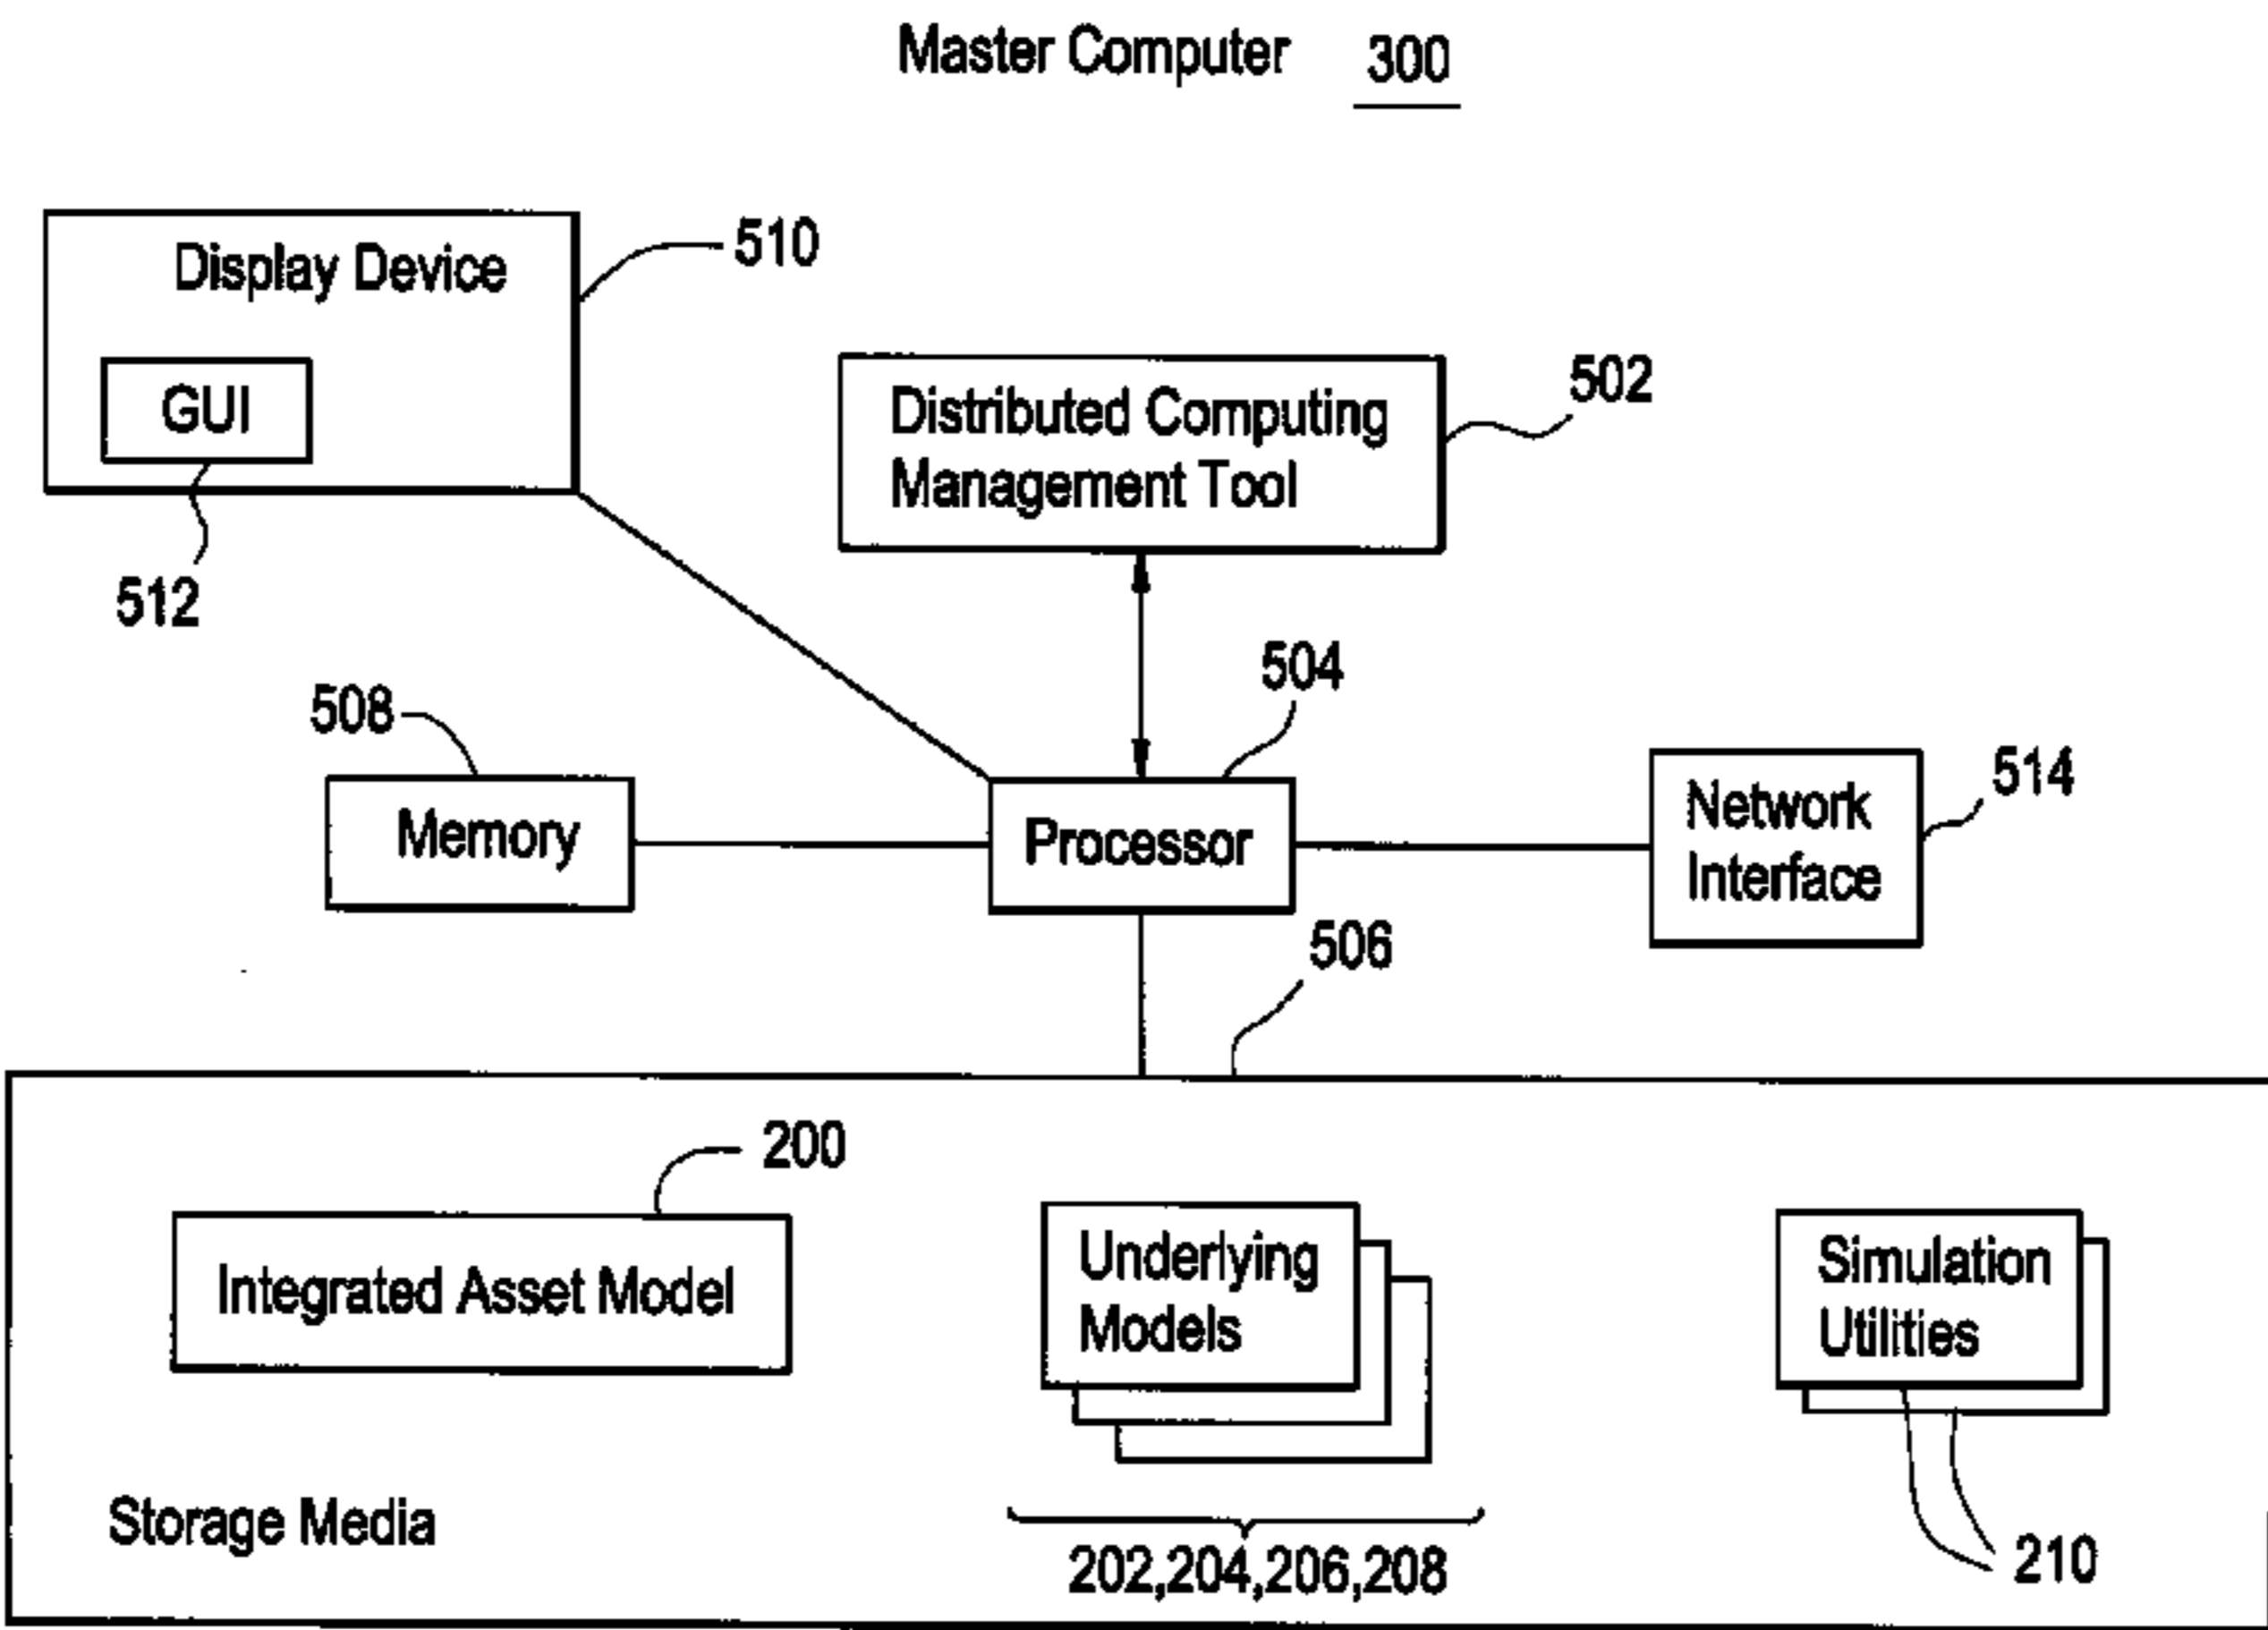 Master Computer 300
Display Device
510
GUI
512
Distributed Computing
Management Tool
502
504
508
Memory
Processor
Network
Interface
514
506
200
Integrated Asset Model
Underlying
Models
Simulation
Utilities
Storage Media
202,204,206,208
210